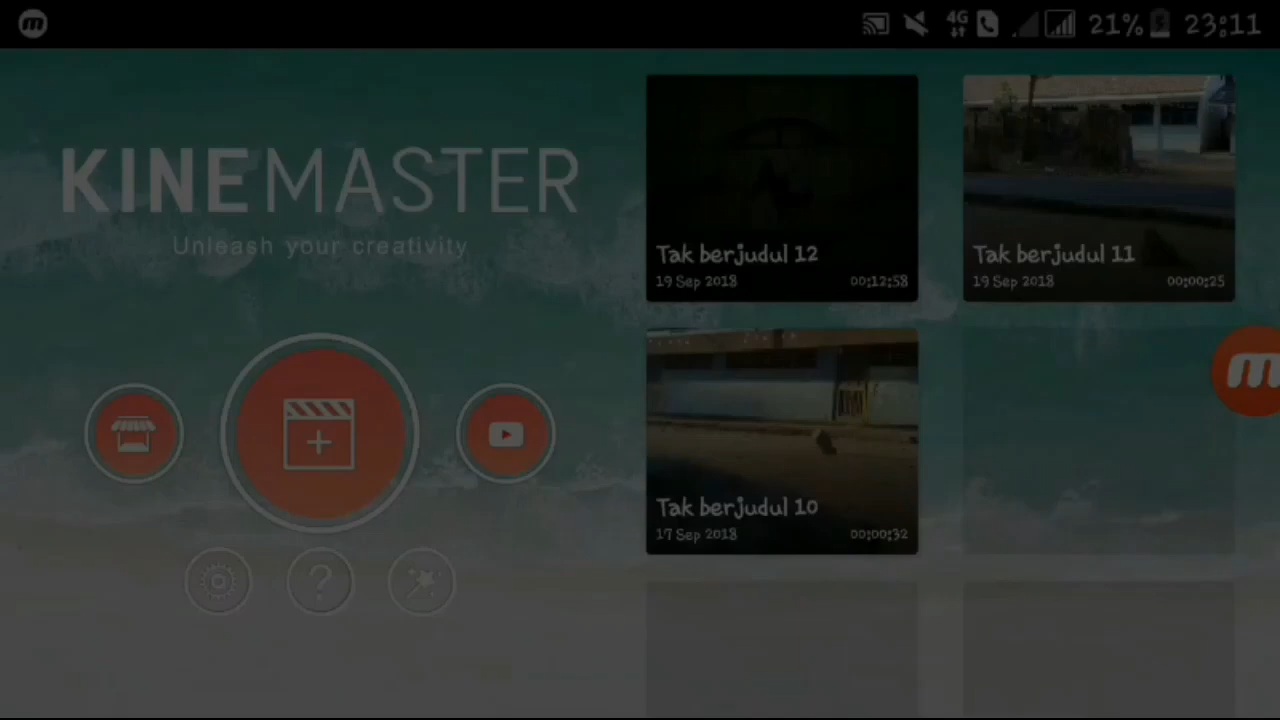 4G 21% 23:11
KINEMASTER
Unleash your creativity
Tak berjudul 12
19 Sep 2018 00:12:58
Tak berjudul 11
19 Sep 2018 00:00:25
Tak berjudul 10
17 Sep 2018 00:00:32